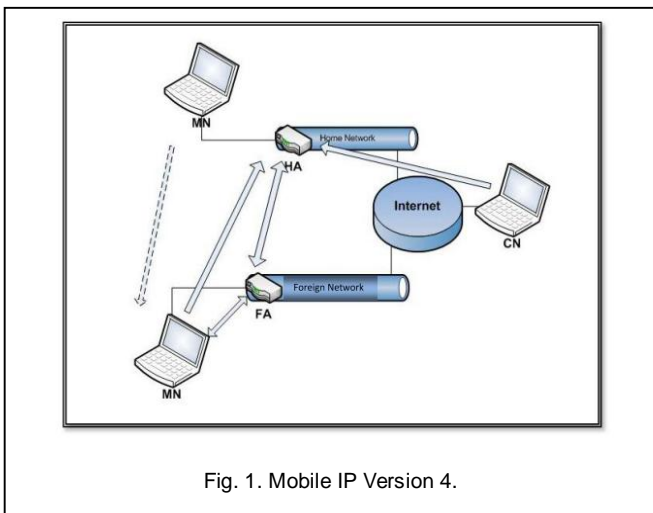 MN
Home Network
HA
Internet
CN
Foreign Network
FA
MN
Fig. 1. Mobile IP Version 4.